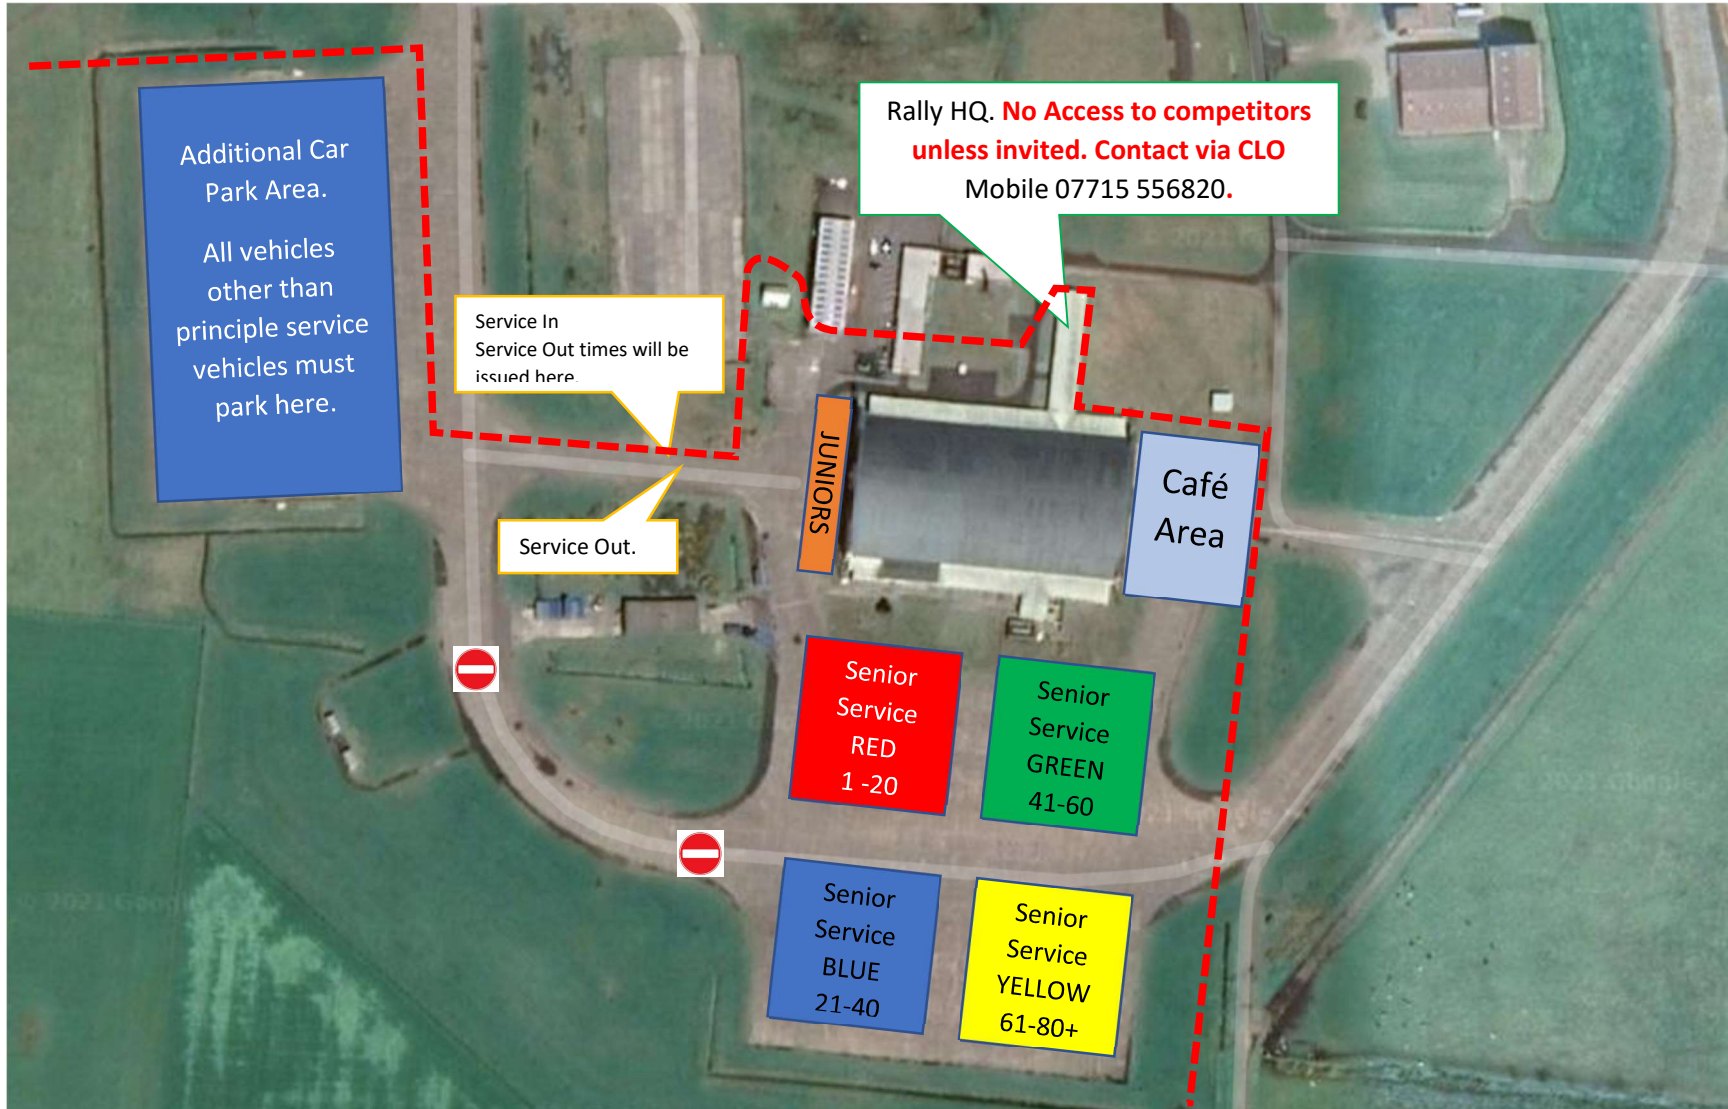 Additional Car
Park Area.
All vehicles
other than
principle service
vehicles must
park here.
Rally HQ. No Access to competitors
unless invited. Contact via CLO
Mobile 07715 556820.
Service In
Service Out times will be
issued here.
Service Out.
JUNIORS
Café
Area
Senior
Service
RED
1 -20
Senior
Service
GREEN
41-60
Senior
Service
BLUE
21-40
Senior
Service
YELLOW
61-80+
© 2021 Google